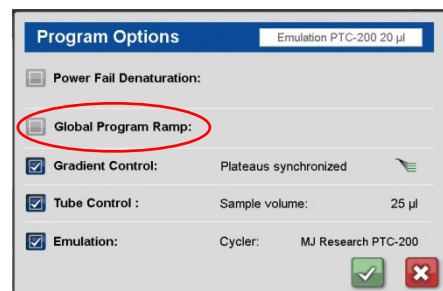 Program Options Emulation PTC-200 20 µl
Power Fail Denaturation:
Global Program Ramp:
Gradient Control: Plateaus synchronized
Tube Control : Sample volume: 25 µl
Emulation: Cycler: MJ Research PTC-200